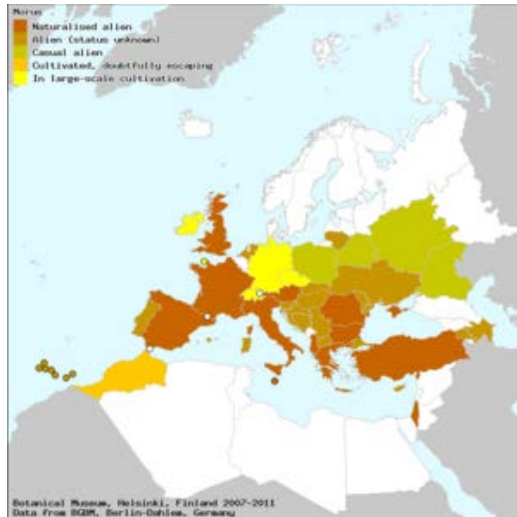 Morus
Naturalised alien
Alien (status unknown)
Casual alien
Cultivated, doubtfully escaping
In large-scale cultivation
Botanical Museum, Helsinki, Finland 2007-2011
Data from BGBM, Berlin-Dahlem, Germany